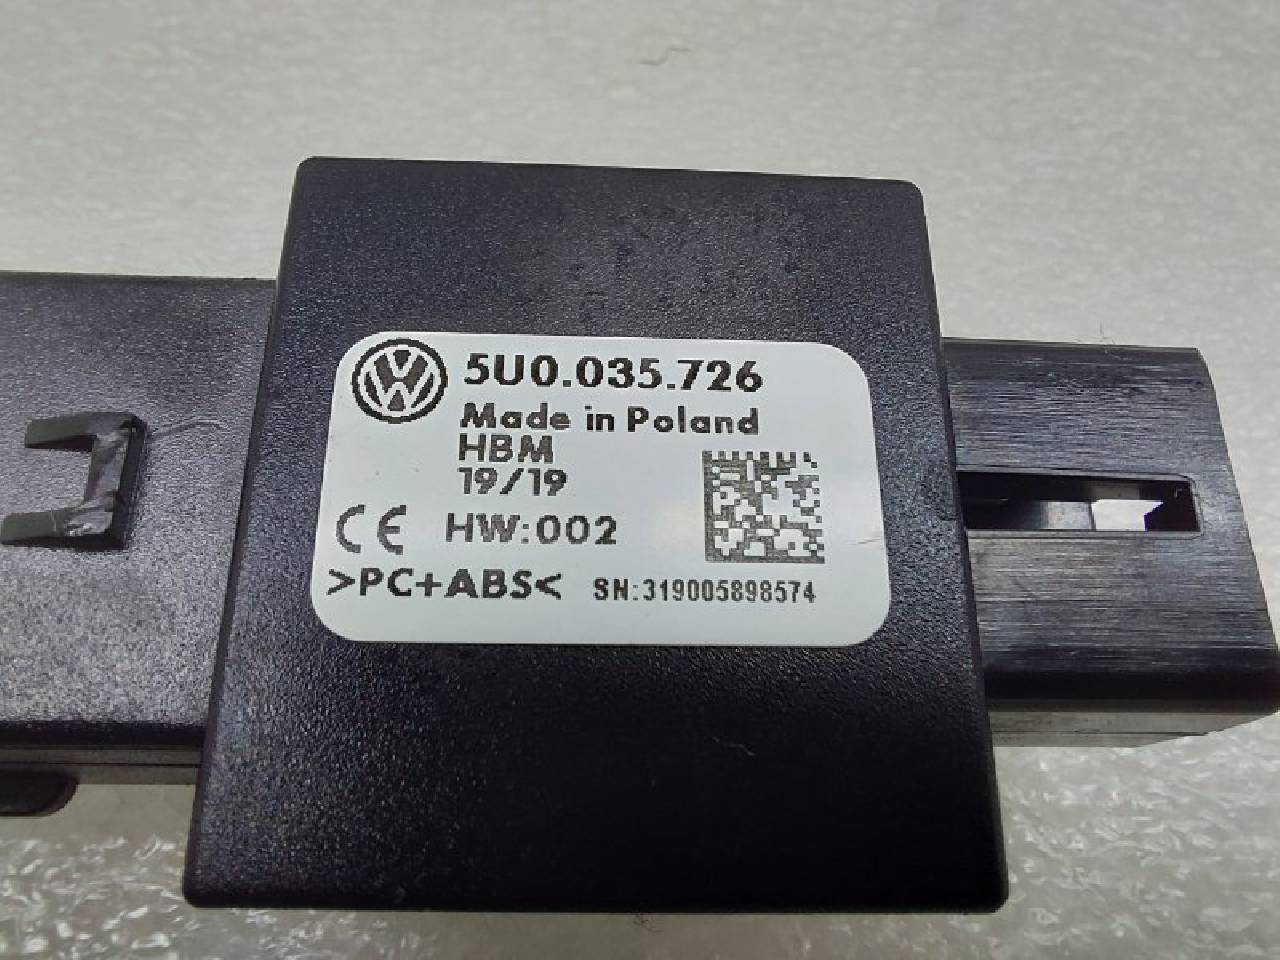 5U0.035.726
Made in Poland
HBM
19/19
CE HW:002
>PC+ABS< SN:319005898574